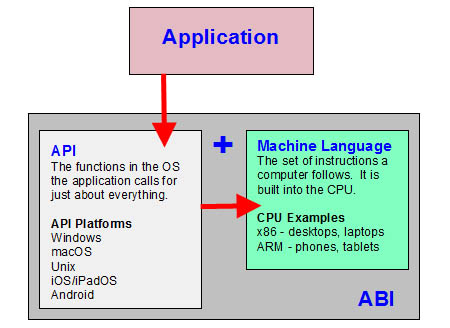 Application
API
The functions in the OS
the application calls for
just about everything.
API Platforms
Windows
macOS
Unix
iOS/iPadOS
Android
+
Machine Language
The set of instructions a
computer follows.  It is
built into the CPU.
CPU Examples
x86 - desktops, laptops
ARM - phones, tablets
ABI